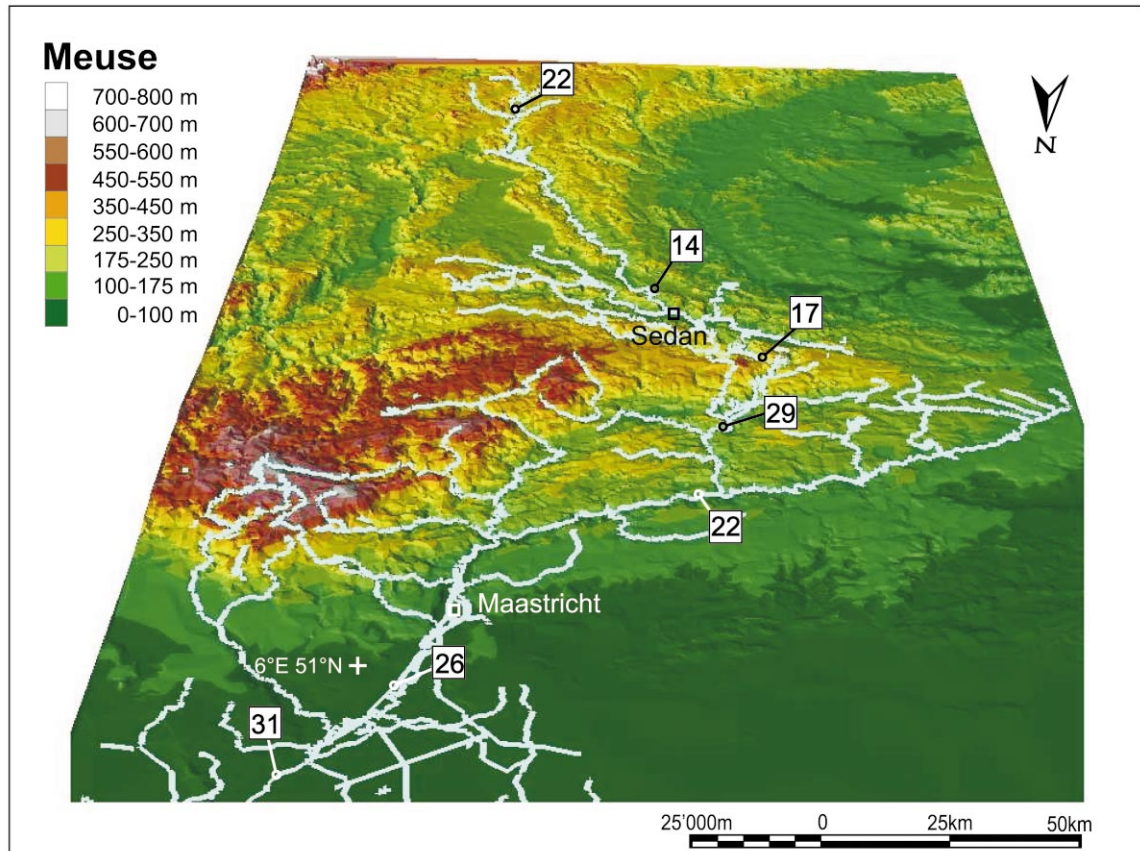 Meuse
700-800 m
600-700 m
550-600 m
450-550 m
350-450 m
250-350 m
175-250 m
100-175 m
0-100 m
22
N
14
Sedan
17
29
22
Maastricht
6°E 51°N
26
31
25'000m 0 25km 50km